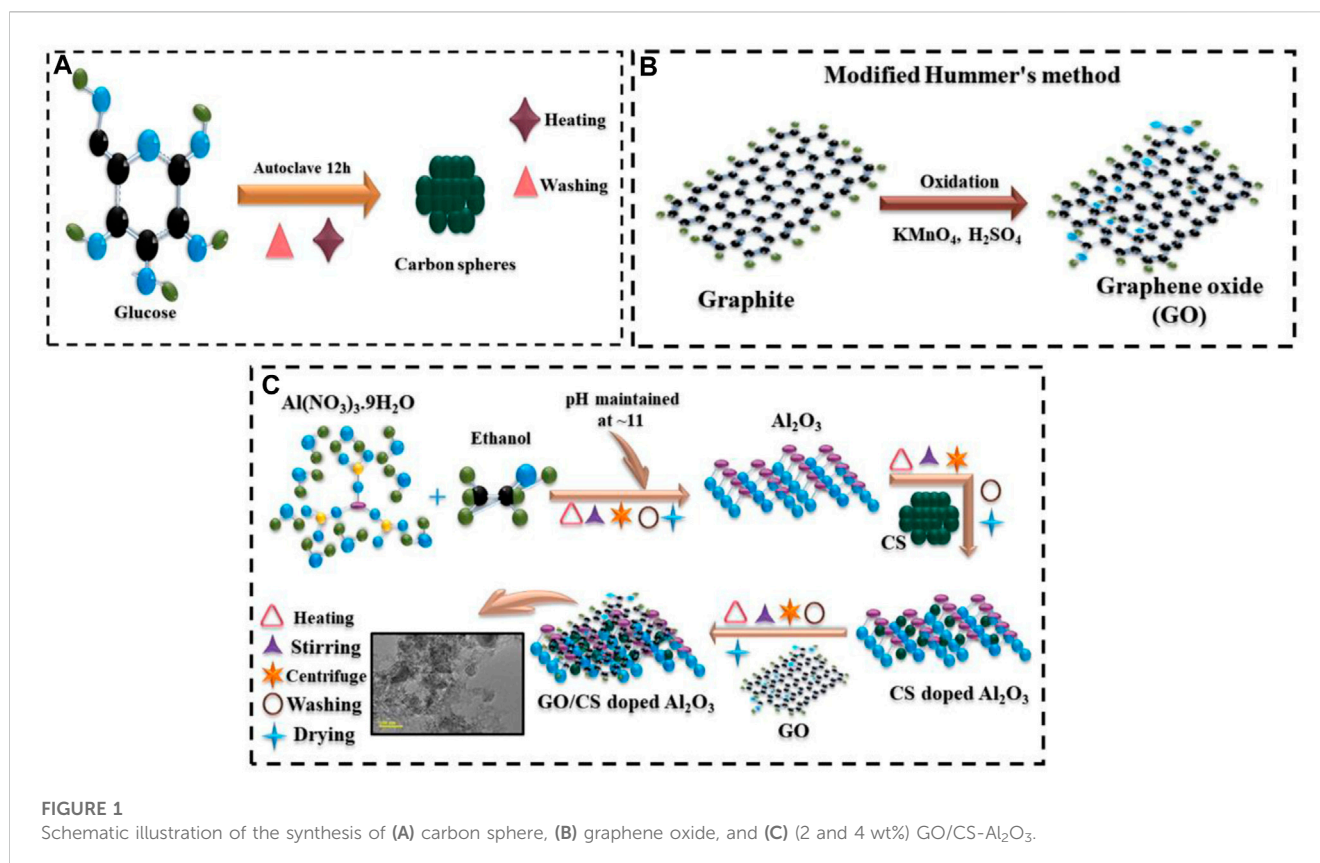 A
Glucose
Autoclave 12h
Carbon spheres
Heating
Washing
B
Modified Hummer's method
Graphite
Oxidation
KMnO₄, H₂SO₄
Graphene oxide
(GO)
C
Al(NO₃)₃.9H₂O
+
Ethanol
pH maintained
at ~11
Al₂O₃
CS
Heating
Stirring
Centrifuge
Washing
Drying
GO/CS doped Al₂O₃
GO
CS doped Al₂O₃
FIGURE 1
Schematic illustration of the synthesis of (A) carbon sphere, (B) graphene oxide, and (C) (2 and 4 wt%) GO/CS-Al₂O₃.